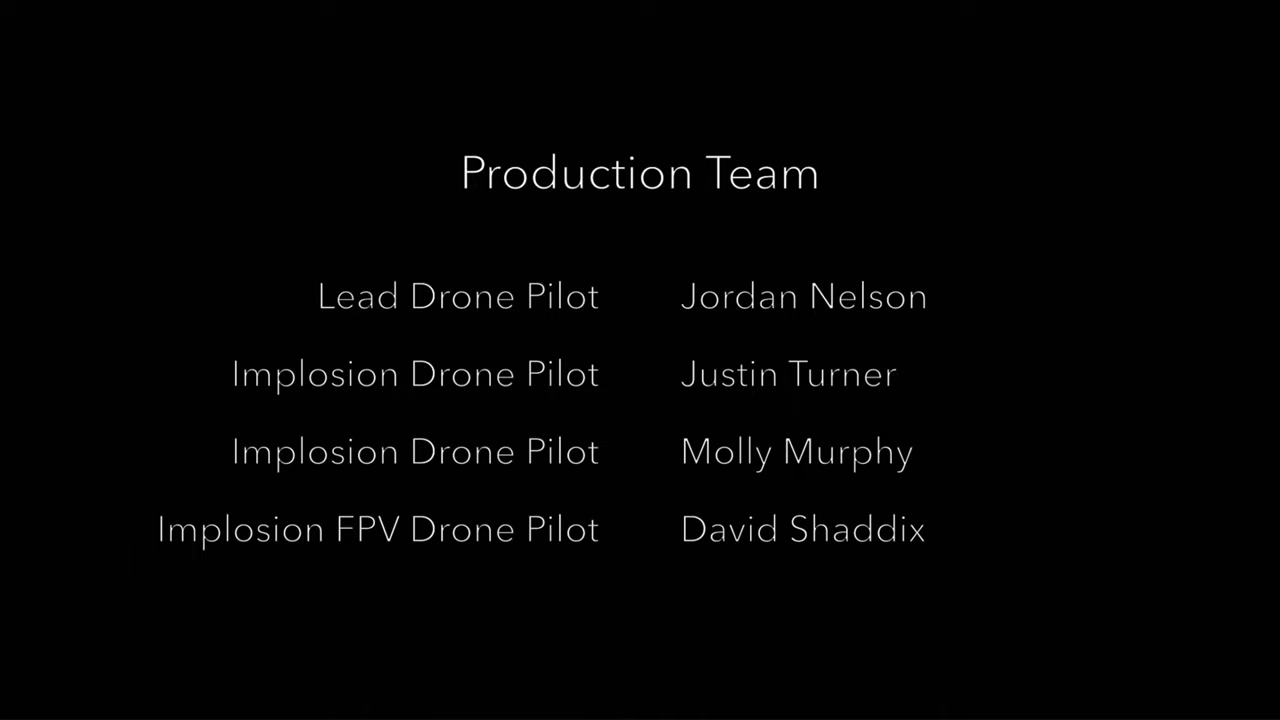 Production Team
Lead Drone Pilot Jordan Nelson
Implosion Drone Pilot Justin Turner
Implosion Drone Pilot Molly Murphy
Implosion FPV Drone Pilot David Shaddix